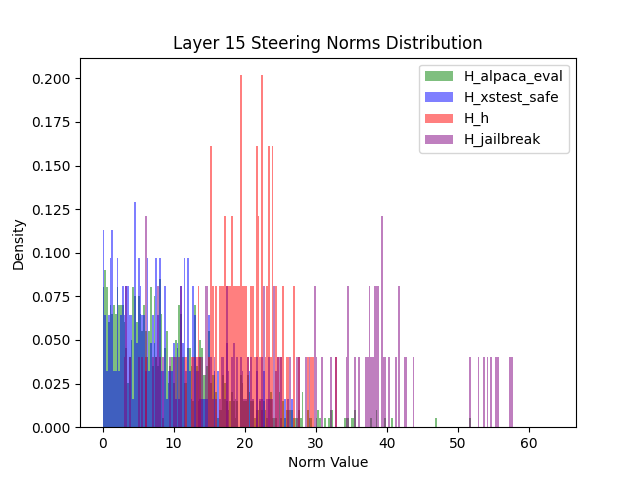 Layer 15 Steering Norms Distribution
H_alpaca_eval
H_xstest_safe
H_h
H_jailbreak
0.200
0.175
0.150
0.125
0.100
0.075
0.050
0.025
0.000
Density
0 10 20 30 40 50 60
Norm Value